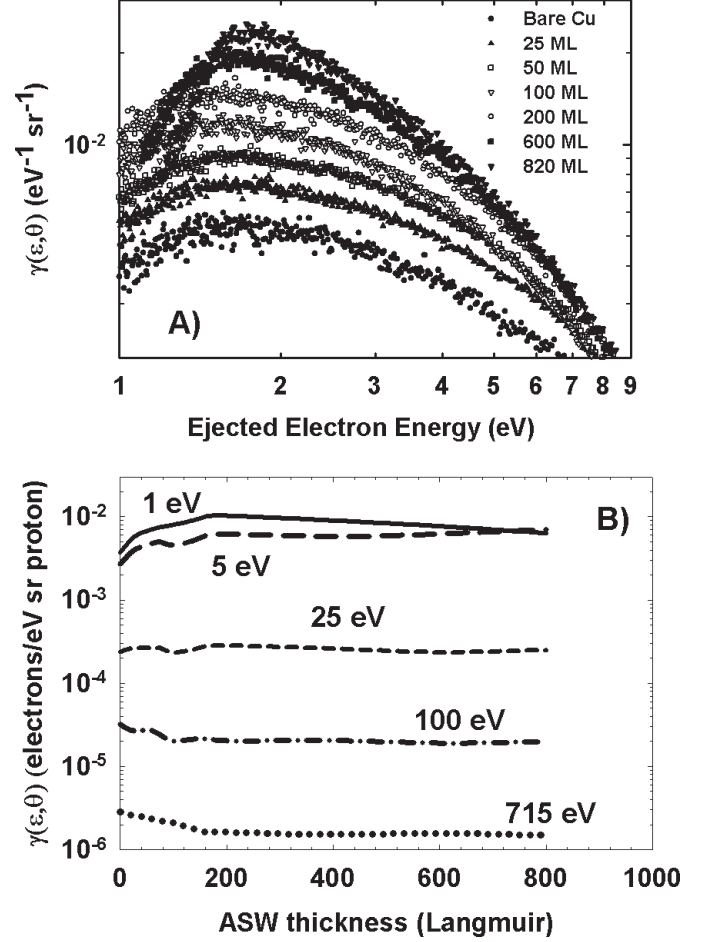 γ(ε,θ) (eV⁻¹ sr⁻¹)
10⁻²
Bare Cu
25 ML
50 ML
100 ML
200 ML
600 ML
820 ML
A)
1 2 3 4 5 6 7 8 9
Ejected Electron Energy (eV)
γ(ε,θ) (electrons/eV sr proton)
10⁻²
10⁻³
10⁻⁴
10⁻⁵
10⁻⁶
B)
1 eV
5 eV
25 eV
100 eV
715 eV
0 200 400 600 800 1000
ASW thickness (Langmuir)